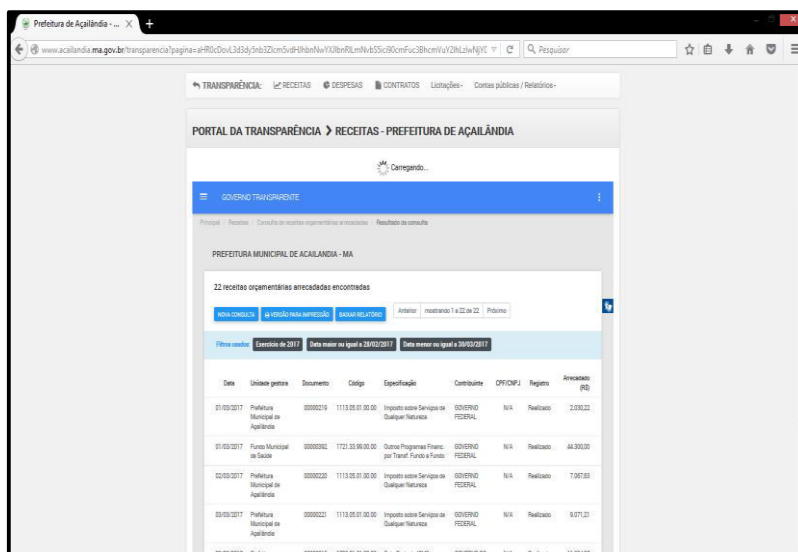 Prefeitura de Açailândia - ...
www.acailandia.ma.gov.br/transparencia?pagina=
Pesquisar
TRANSPARÊNCIA: RECEITAS DESPESAS CONTRATOS Licitações- Contas públicas / Relatórios-
PORTAL DA TRANSPARÊNCIA > RECEITAS - PREFEITURA DE AÇAILÂNDIA
Carregando...
GOVERNO TRANSPARENTE
Principal / Receitas / Consulta de receitas orçamentárias arrecadadas / Resultado da consulta
PREFEITURA MUNICIPAL DE ACAILANDIA - MA
22 receitas orçamentárias arrecadadas encontradas
NOVA CONSULTA VERSÃO PARA IMPRESSÃO BAIXAR RELATÓRIO Anterior mostrando 1 a 22 de 22 Próximo
Filtros usados: Exercício de 2017 Data maior ou igual a 28/02/2017 Data menor ou igual a 30/03/2017
Data Unidade gestora Documento Código Especificação Contribuinte CPF/CNPJ Registro Arrecadado (R$)
01/03/2017 Prefeitura Municipal de Açailândia 00000219 1113.05.01.00.00 Imposto sobre Serviços de Qualquer Natureza GOVERNO FEDERAL N/A Realizado 2.030,22
01/03/2017 Fundo Municipal de Saúde 00000392 1721.33.99.00.00 Outros Programas Financ. por Transf. Fundo a Fundo GOVERNO FEDERAL N/A Realizado 44.300,00
02/03/2017 Prefeitura Municipal de Açailândia 00000220 1113.05.01.00.00 Imposto sobre Serviços de Qualquer Natureza GOVERNO FEDERAL N/A Realizado 7.067,63
03/03/2017 Prefeitura Municipal de Açailândia 00000221 1113.05.01.00.00 Imposto sobre Serviços de Qualquer Natureza GOVERNO FEDERAL N/A Realizado 9.071,21